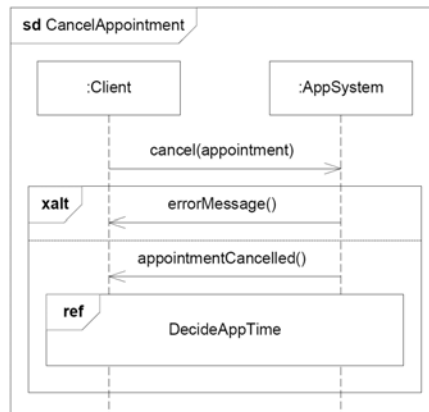 sd CancelAppointment
:Client
:AppSystem
cancel(appointment)
xalt
errorMessage()
appointmentCancelled()
ref
DecideAppTime